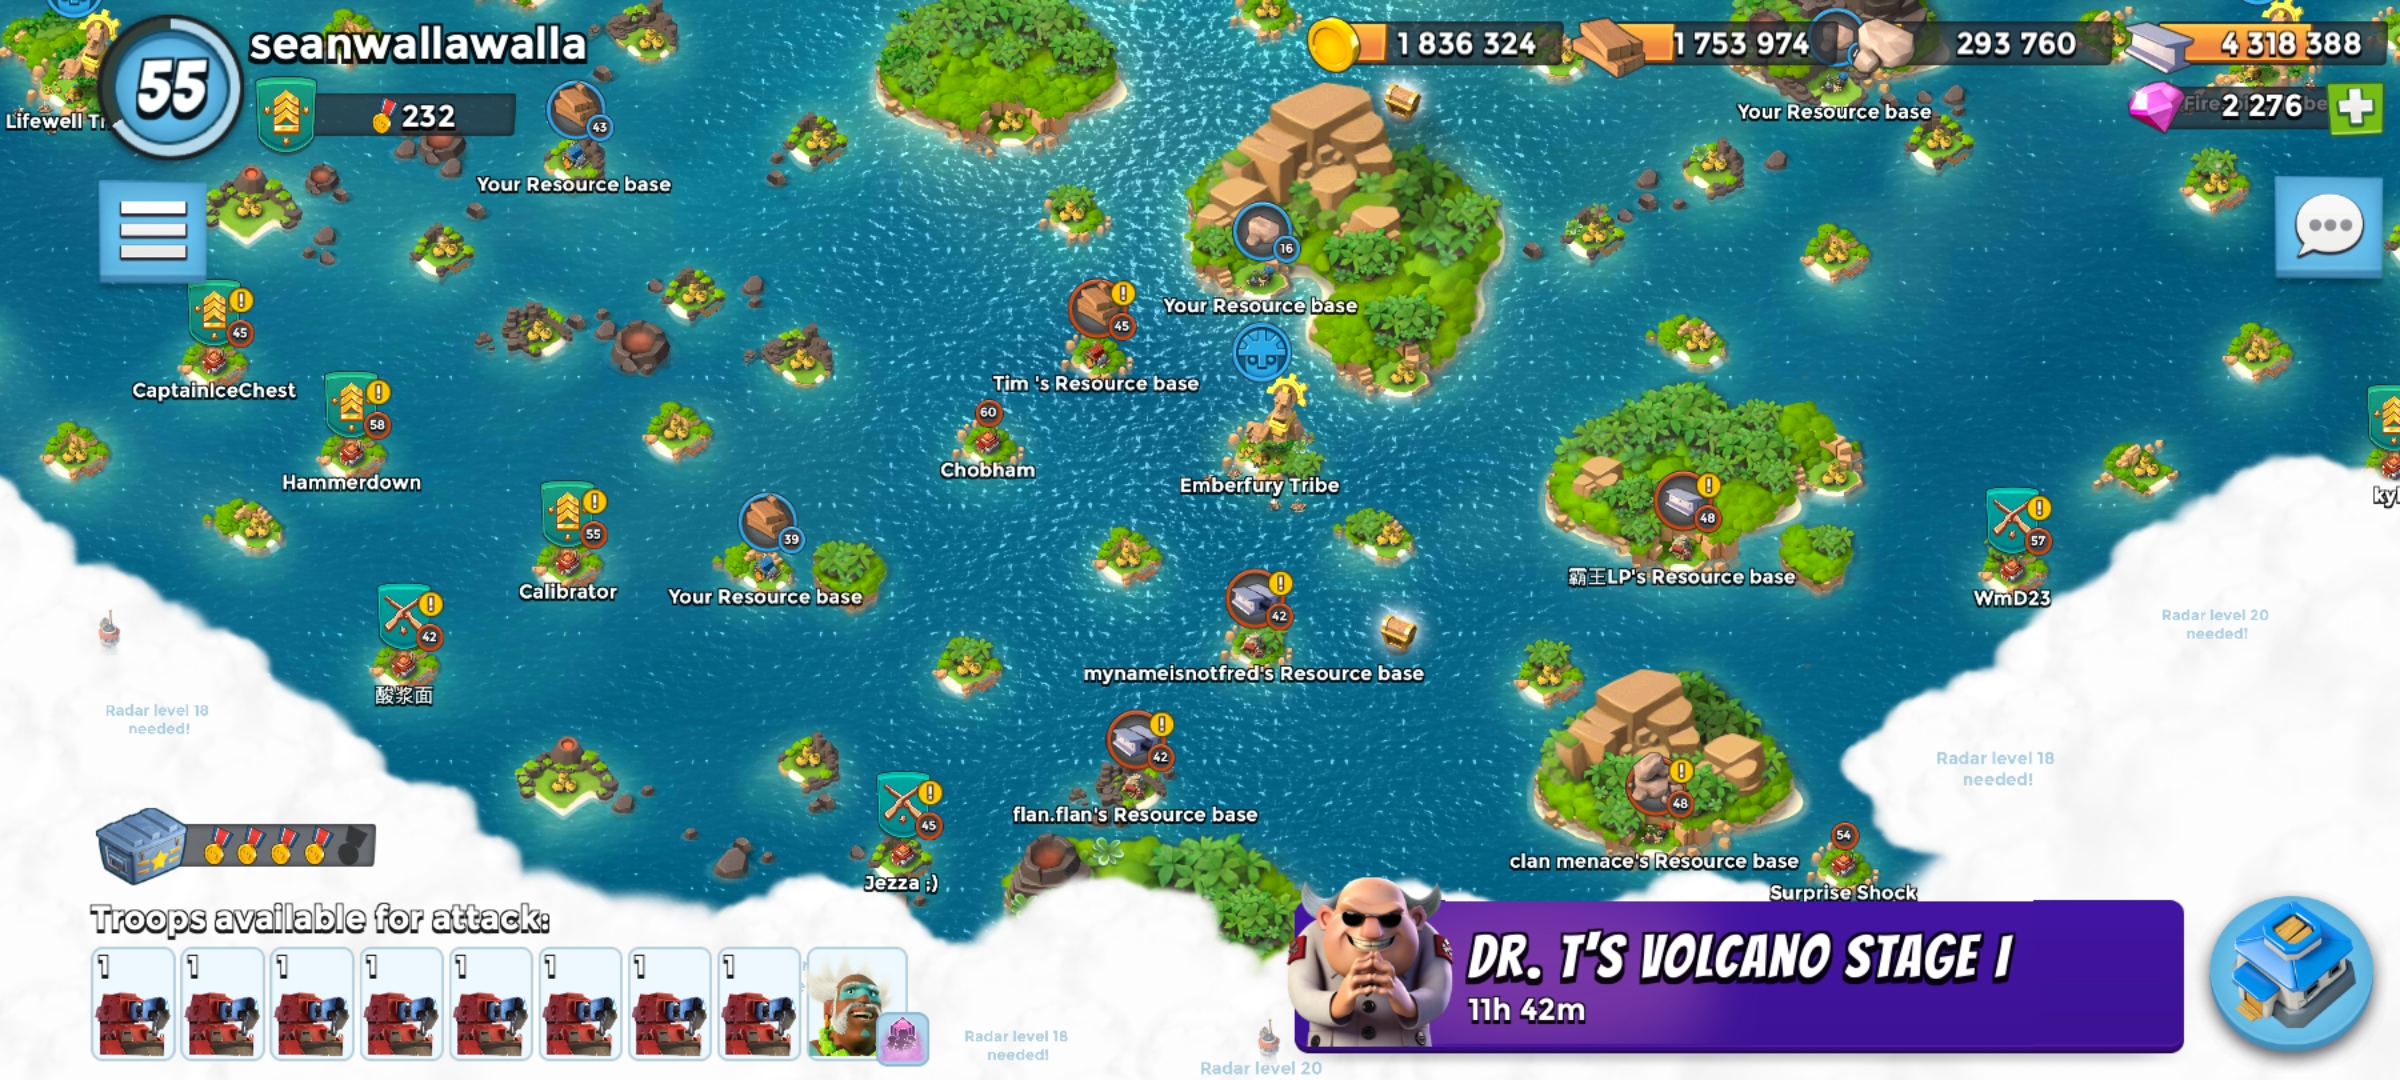 55
seanwallawalla
232
1 836 324
1 753 974
293 760
4 318 388
2 276
Lifewell
43
Your Resource base
Your Resource base
16
Your Resource base
45
CaptainIceChest
45
Tim 's Resource base
58
Hammerdown
60
Chobham
Emberfury Tribe
48
霸王LP's Resource base
57
WmD23
55
Calibrator
39
Your Resource base
42
酸浆面
42
mynameisnotfred's Resource base
Radar level 20
needed!
Radar level 18
needed!
42
flan.flan's Resource base
45
Jezza ;)
48
clan menace's Resource base
54
Surprise Shock
Radar level 18
needed!
Troops available for attack:
1
1
1
1
1
1
1
1
DR. T'S VOLCANO STAGE I
11h 42m
Radar level 18
needed!
Radar level 20